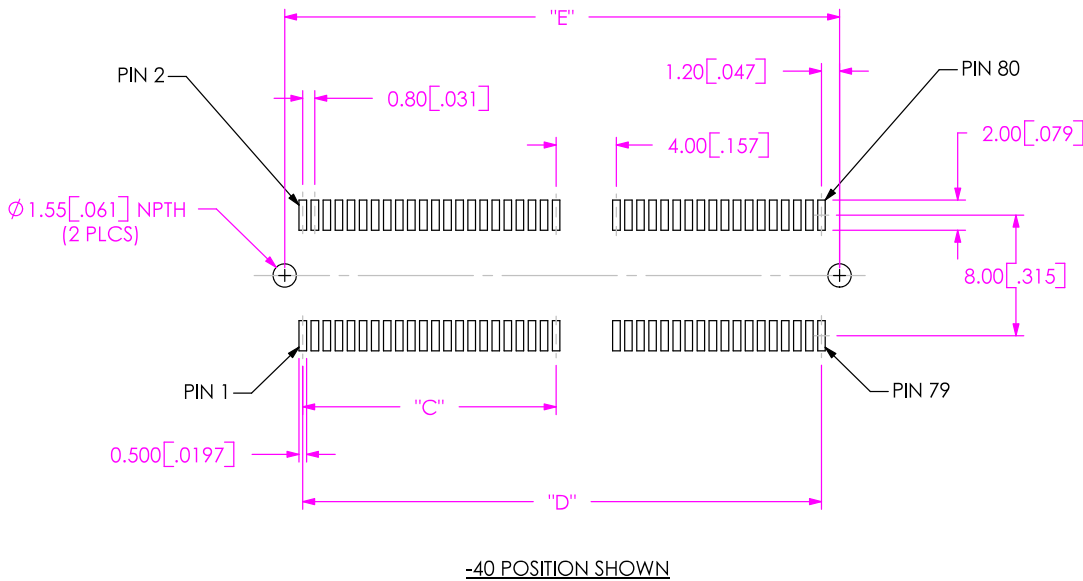 "E"
PIN 2
1.20[.047]
PIN 80
0.80[.031]
4.00[.157]
2.00[.079]
Ø1.55[.061] NPTH
(2 PLCS)
8.00[.315]
PIN 1
"C"
PIN 79
0.500[.0197]
"D"
-40 POSITION SHOWN